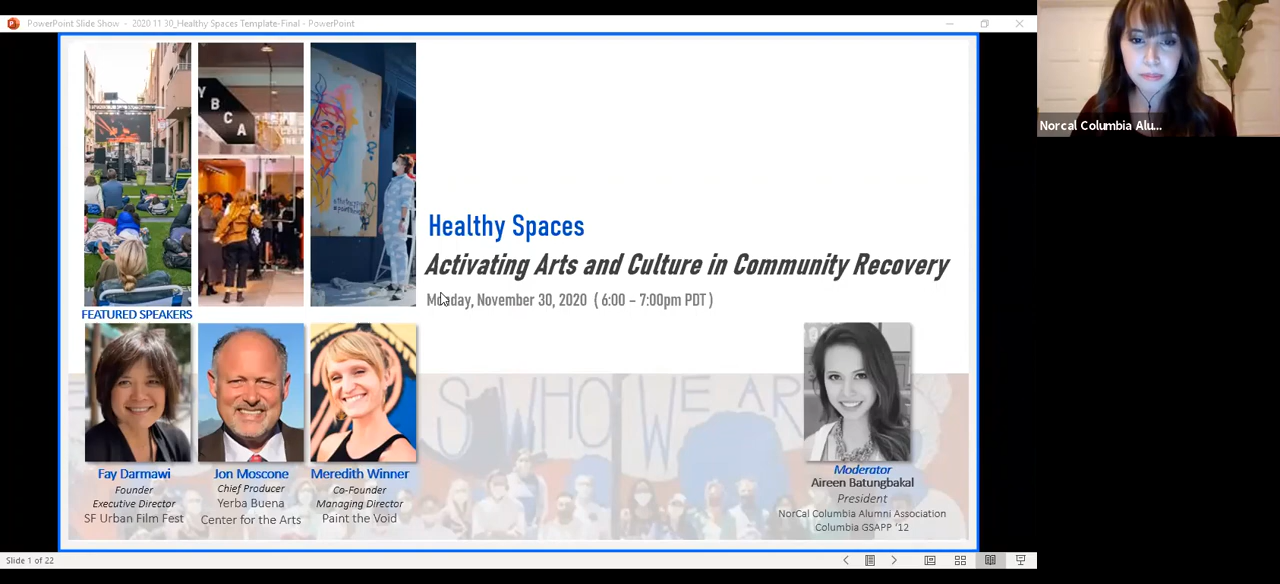 PowerPoint Slide Show - 2020 11 30_Healthy Spaces Template-Final - PowerPoint
Norcal Columbia Alu...
Y
B
C
A
Healthy Spaces
Activating Arts and Culture in Community Recovery
Monday, November 30, 2020 ( 6:00 – 7:00pm PDT )
FEATURED SPEAKERS
S WHO WE AR
Fay Darmawi
Founder
Executive Director
SF Urban Film Fest
Jon Moscone
Chief Producer
Yerba Buena
Center for the Arts
Meredith Winner
Co-Founder
Managing Director
Paint the Void
Moderator
Aireen Batungbakal
President
NorCal Columbia Alumni Association
Columbia GSAPP '12
Slide 1 of 22